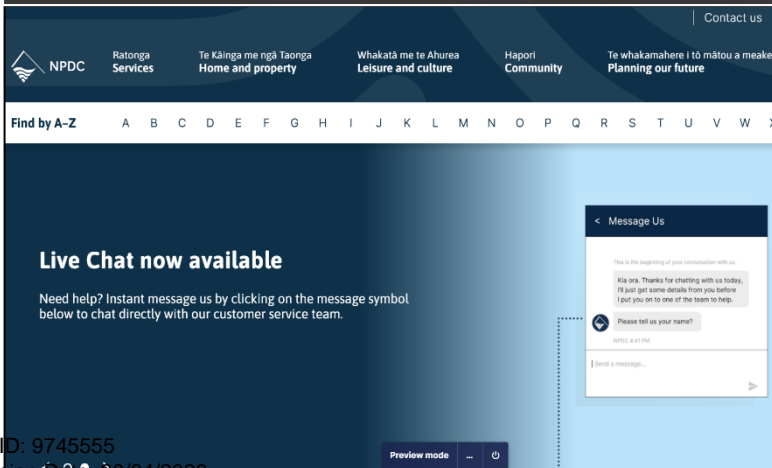 Contact us
NPDC
Ratonga
Services
Te Kāinga me ngā Taonga
Home and property
Whakatā me te Ahurea
Leisure and culture
Hapori
Community
Te whakamahere i tō mātou a meake
Planning our future
Find by A–Z A B C D E F G H I J K L M N O P Q R S T U V W X
Live Chat now available
Need help? Instant message us by clicking on the message symbol
below to chat directly with our customer service team.
< Message Us
This is the beginning of your conversation with us.
Kia ora. Thanks for chatting with us today,
I'll just get some details from you before
I put you on to one of the team to help.
Please tell us your name?
NPDC 4:41 PM
Send a message...
Preview mode ...
ID: 9745555